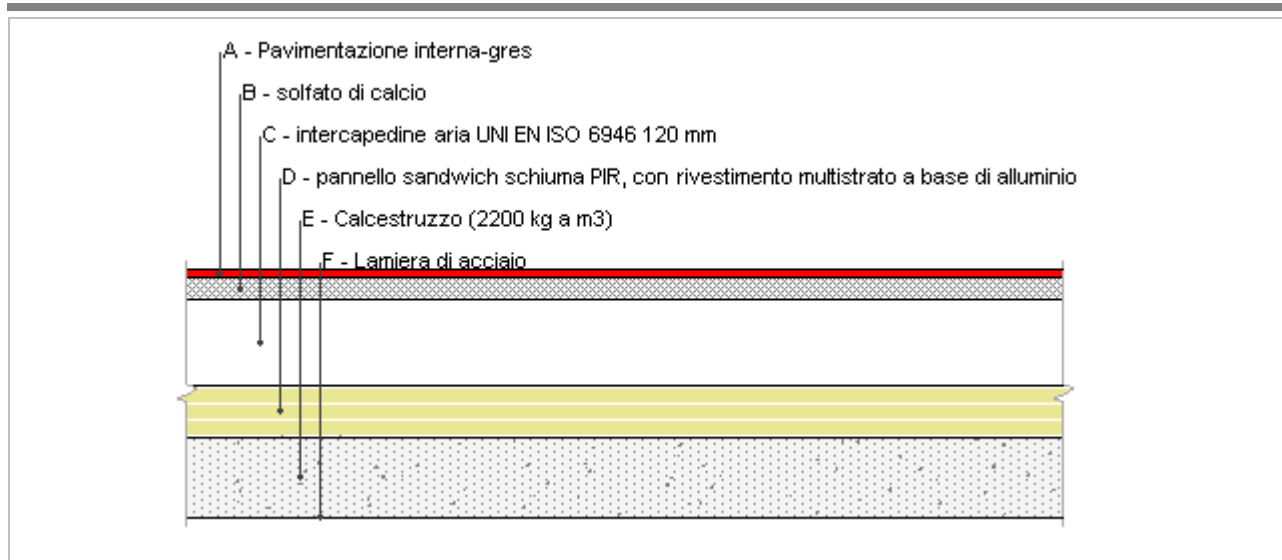 A - Pavimentazione interna-gres
B - solfato di calcio
C - intercapedine aria UNI EN ISO 6946 120 mm
D - pannello sandwich schiuma PIR, con rivestimento multistrato a base di alluminio
E - Calcestruzzo (2200 kg a m3)
F - Lamiera di acciaio